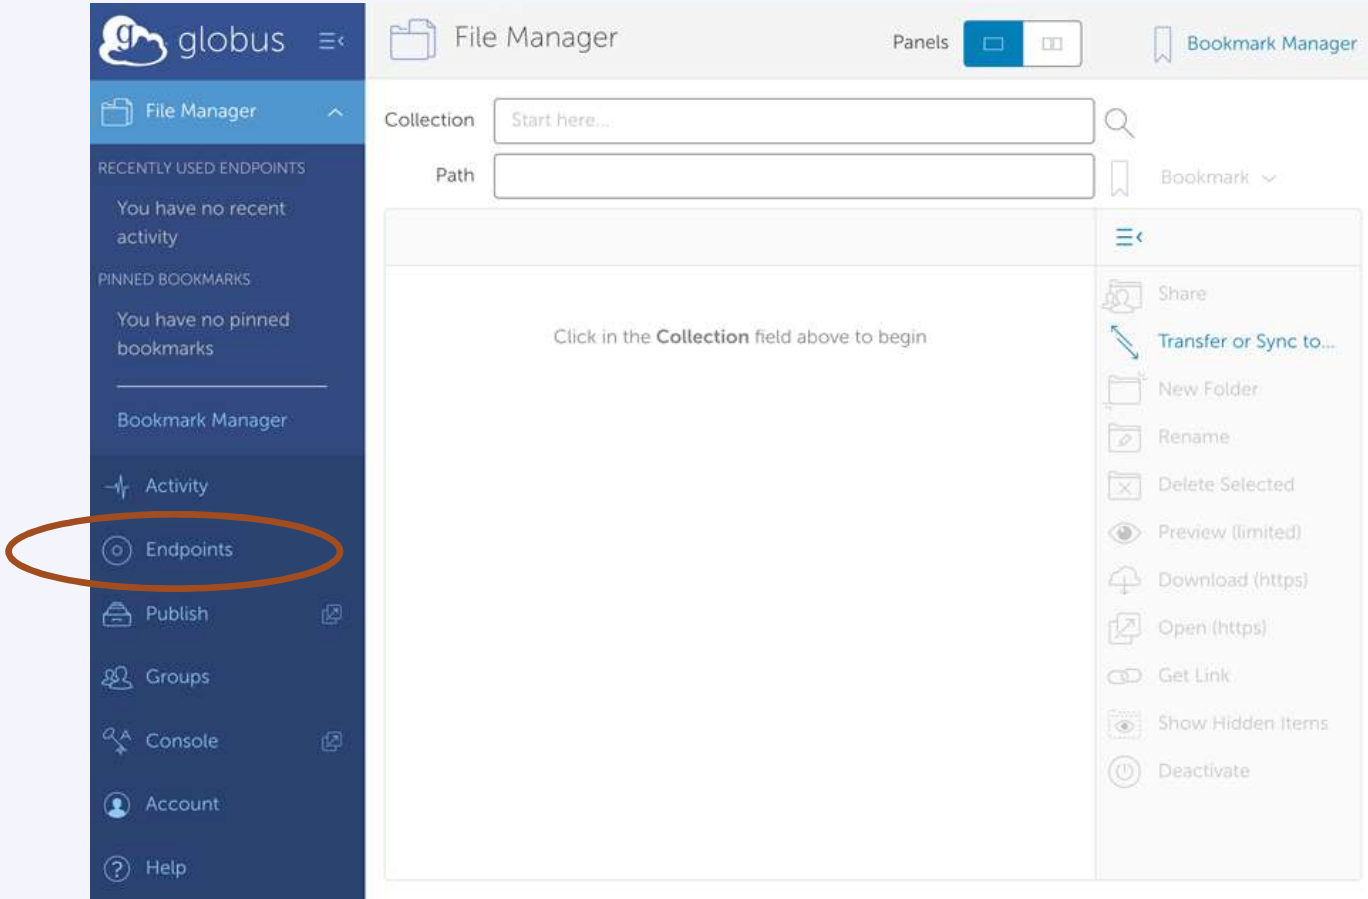 globus
File Manager
RECENTLY USED ENDPOINTS
You have no recent
activity
PINNED BOOKMARKS
You have no pinned
bookmarks
Bookmark Manager
Activity
Endpoints
Publish
Groups
Console
Account
Help
File Manager
Panels
Bookmark Manager
Collection
Start here...
Path
Bookmark
Click in the Collection field above to begin
Share
Transfer or Sync to...
New Folder
Rename
Delete Selected
Preview (limited)
Download (https)
Open (https)
Get Link
Show Hidden Items
Deactivate